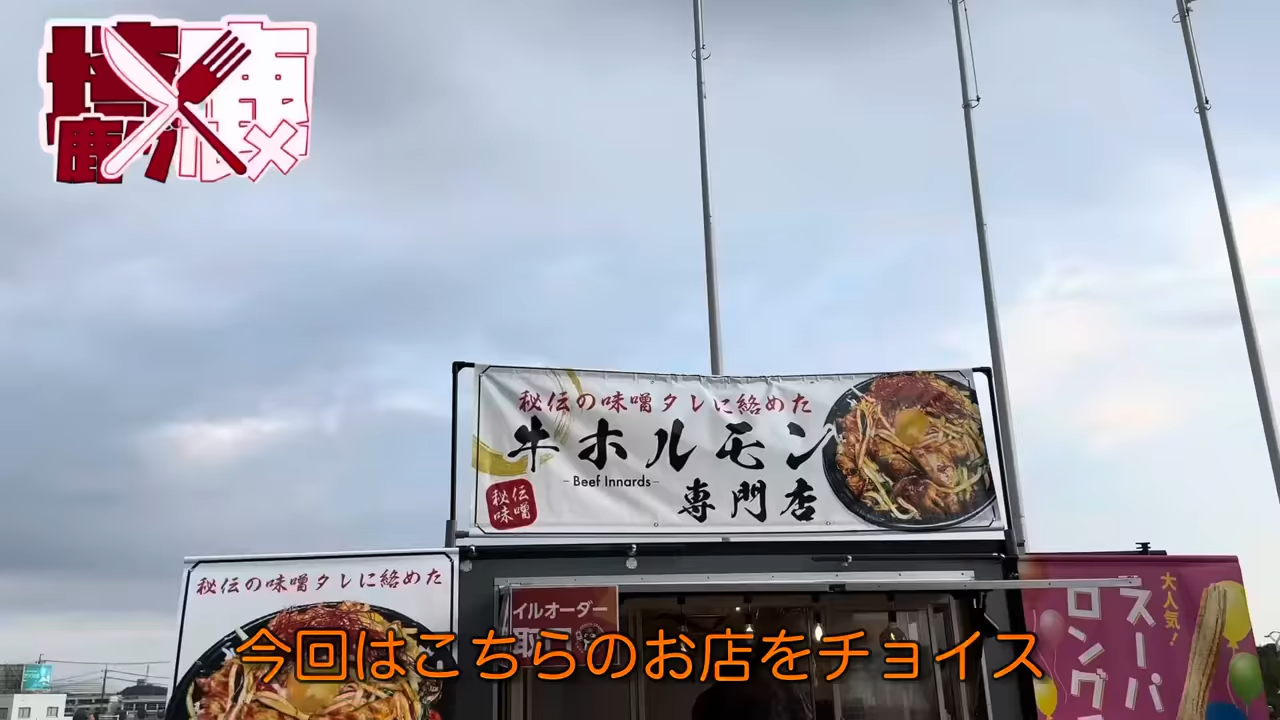 秘伝の味噌タレに絡めた
牛ホルモン
-Beef Innards-
専門店
秘伝
味噌
秘伝の味噌タレに絡めた
イルオーダー
大人気!
スーパ
ロング
今回はこちらのお店をチョイス